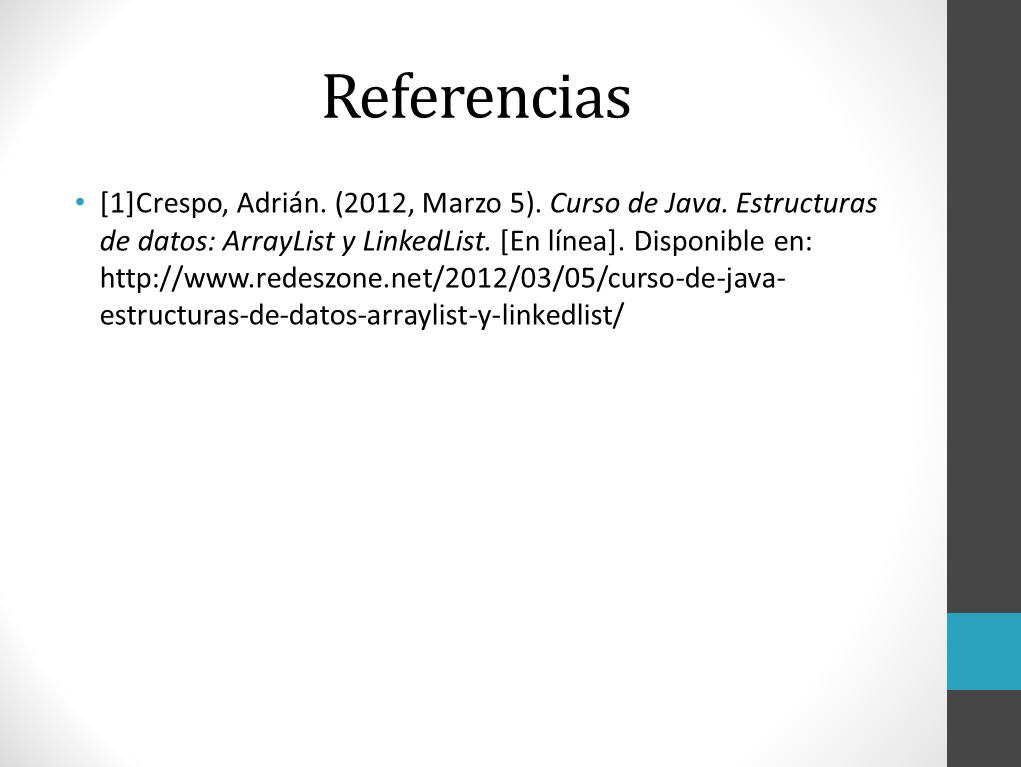 Referencias
• [1]Crespo, Adrián. (2012, Marzo 5). Curso de Java. Estructuras
de datos: ArrayList y LinkedList. [En línea]. Disponible en:
http://www.redeszone.net/2012/03/05/curso-de-java-
estructuras-de-datos-arraylist-y-linkedlist/